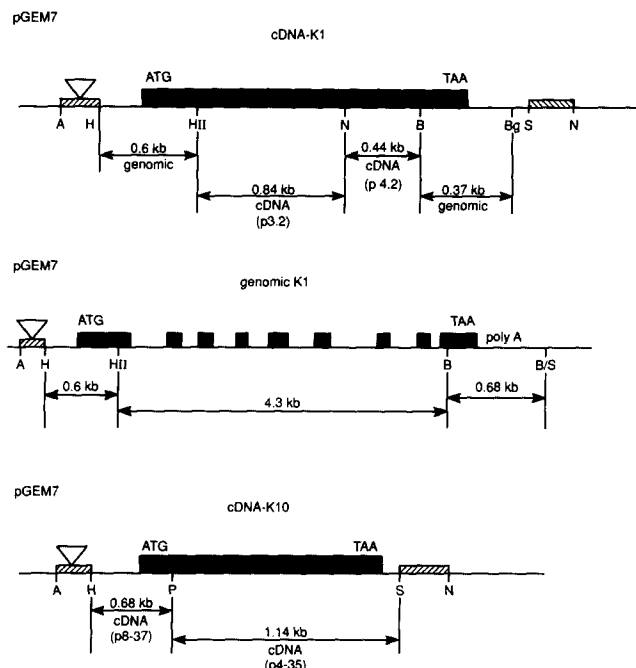 pGEM7
cDNA-K1
ATG TAA
A H HII N B Bg S N
0.6 kb
genomic
0.84 kb
cDNA
(p3.2)
0.44 kb
cDNA
(p 4.2)
0.37 kb
genomic
pGEM7
genomic K1
ATG TAA
poly A
A H HII B B/S
0.6 kb
4.3 kb
0.68 kb
pGEM7
cDNA-K10
ATG TAA
A H P S N
0.68 kb
cDNA
(p8-37)
1.14 kb
cDNA
(p4-35)